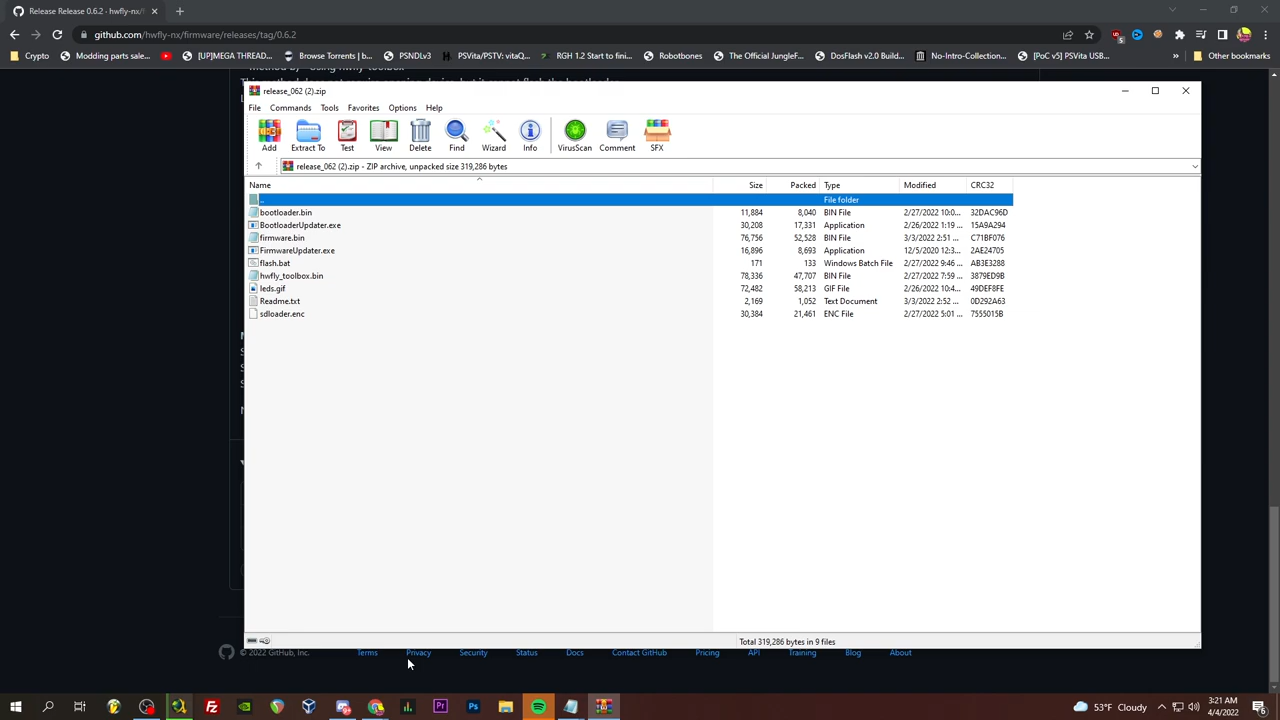 Release Release 0.6.2 · hwfly-nx/firmw
github.com/hwfly-nx/firmware/releases/tag/0.6.2
Crypto
Modding parts sale...
[UP]MEGA THREAD...
Browse Torrents | b...
PSNDLv3
PSVita/PSTV: vitaQ...
RGH 1.2 Start to fini...
Robotbones
The Official JungleF...
DosFlash v2.0 Mod...
No-Intro-Collection...
[PoC v4] PSVita USB...
Other bookmarks
release_062 (2).zip
File Commands Tools Favorites Options Help
Add Extract To Test View Delete Find Wizard Info VirusScan Comment SFX
release_062 (2).zip - ZIP archive, unpacked size 319,286 bytes
Name Size Packed Type Modified CRC32
.. File folder
bootloader.bin 11,884 8,040 BIN File 2/27/2022 10:0... 32DAC96D
BootloaderUpdater.exe 30,208 17,331 Application 2/26/2022 1:19 ... 15A9A294
firmware.bin 76,756 52,528 BIN File 3/3/2022 2:51 ... C71BF076
FirmwareUpdater.exe 16,896 8,693 Application 12/5/2020 12:3... 2AE24705
flash.bat 171 133 Windows Batch File 2/27/2022 9:46 ... AB3E3288
hwfly_toolbox.bin 78,336 47,707 BIN File 2/27/2022 7:59 ... 3879ED9B
leds.gif 72,482 58,213 GIF File 2/26/2022 10:4... 49DEF8FE
Readme.txt 2,169 1,052 Text Document 3/3/2022 2:52 ... 0D292A63
sdloader.enc 30,384 21,461 ENC File 2/27/2022 5:01 ... 7555015B
Total 319,286 bytes in 9 files
© 2022 GitHub, Inc. Terms Privacy Security Status Docs Contact GitHub Pricing API Training Blog About
53°F Cloudy
3:21 AM
4/4/2022